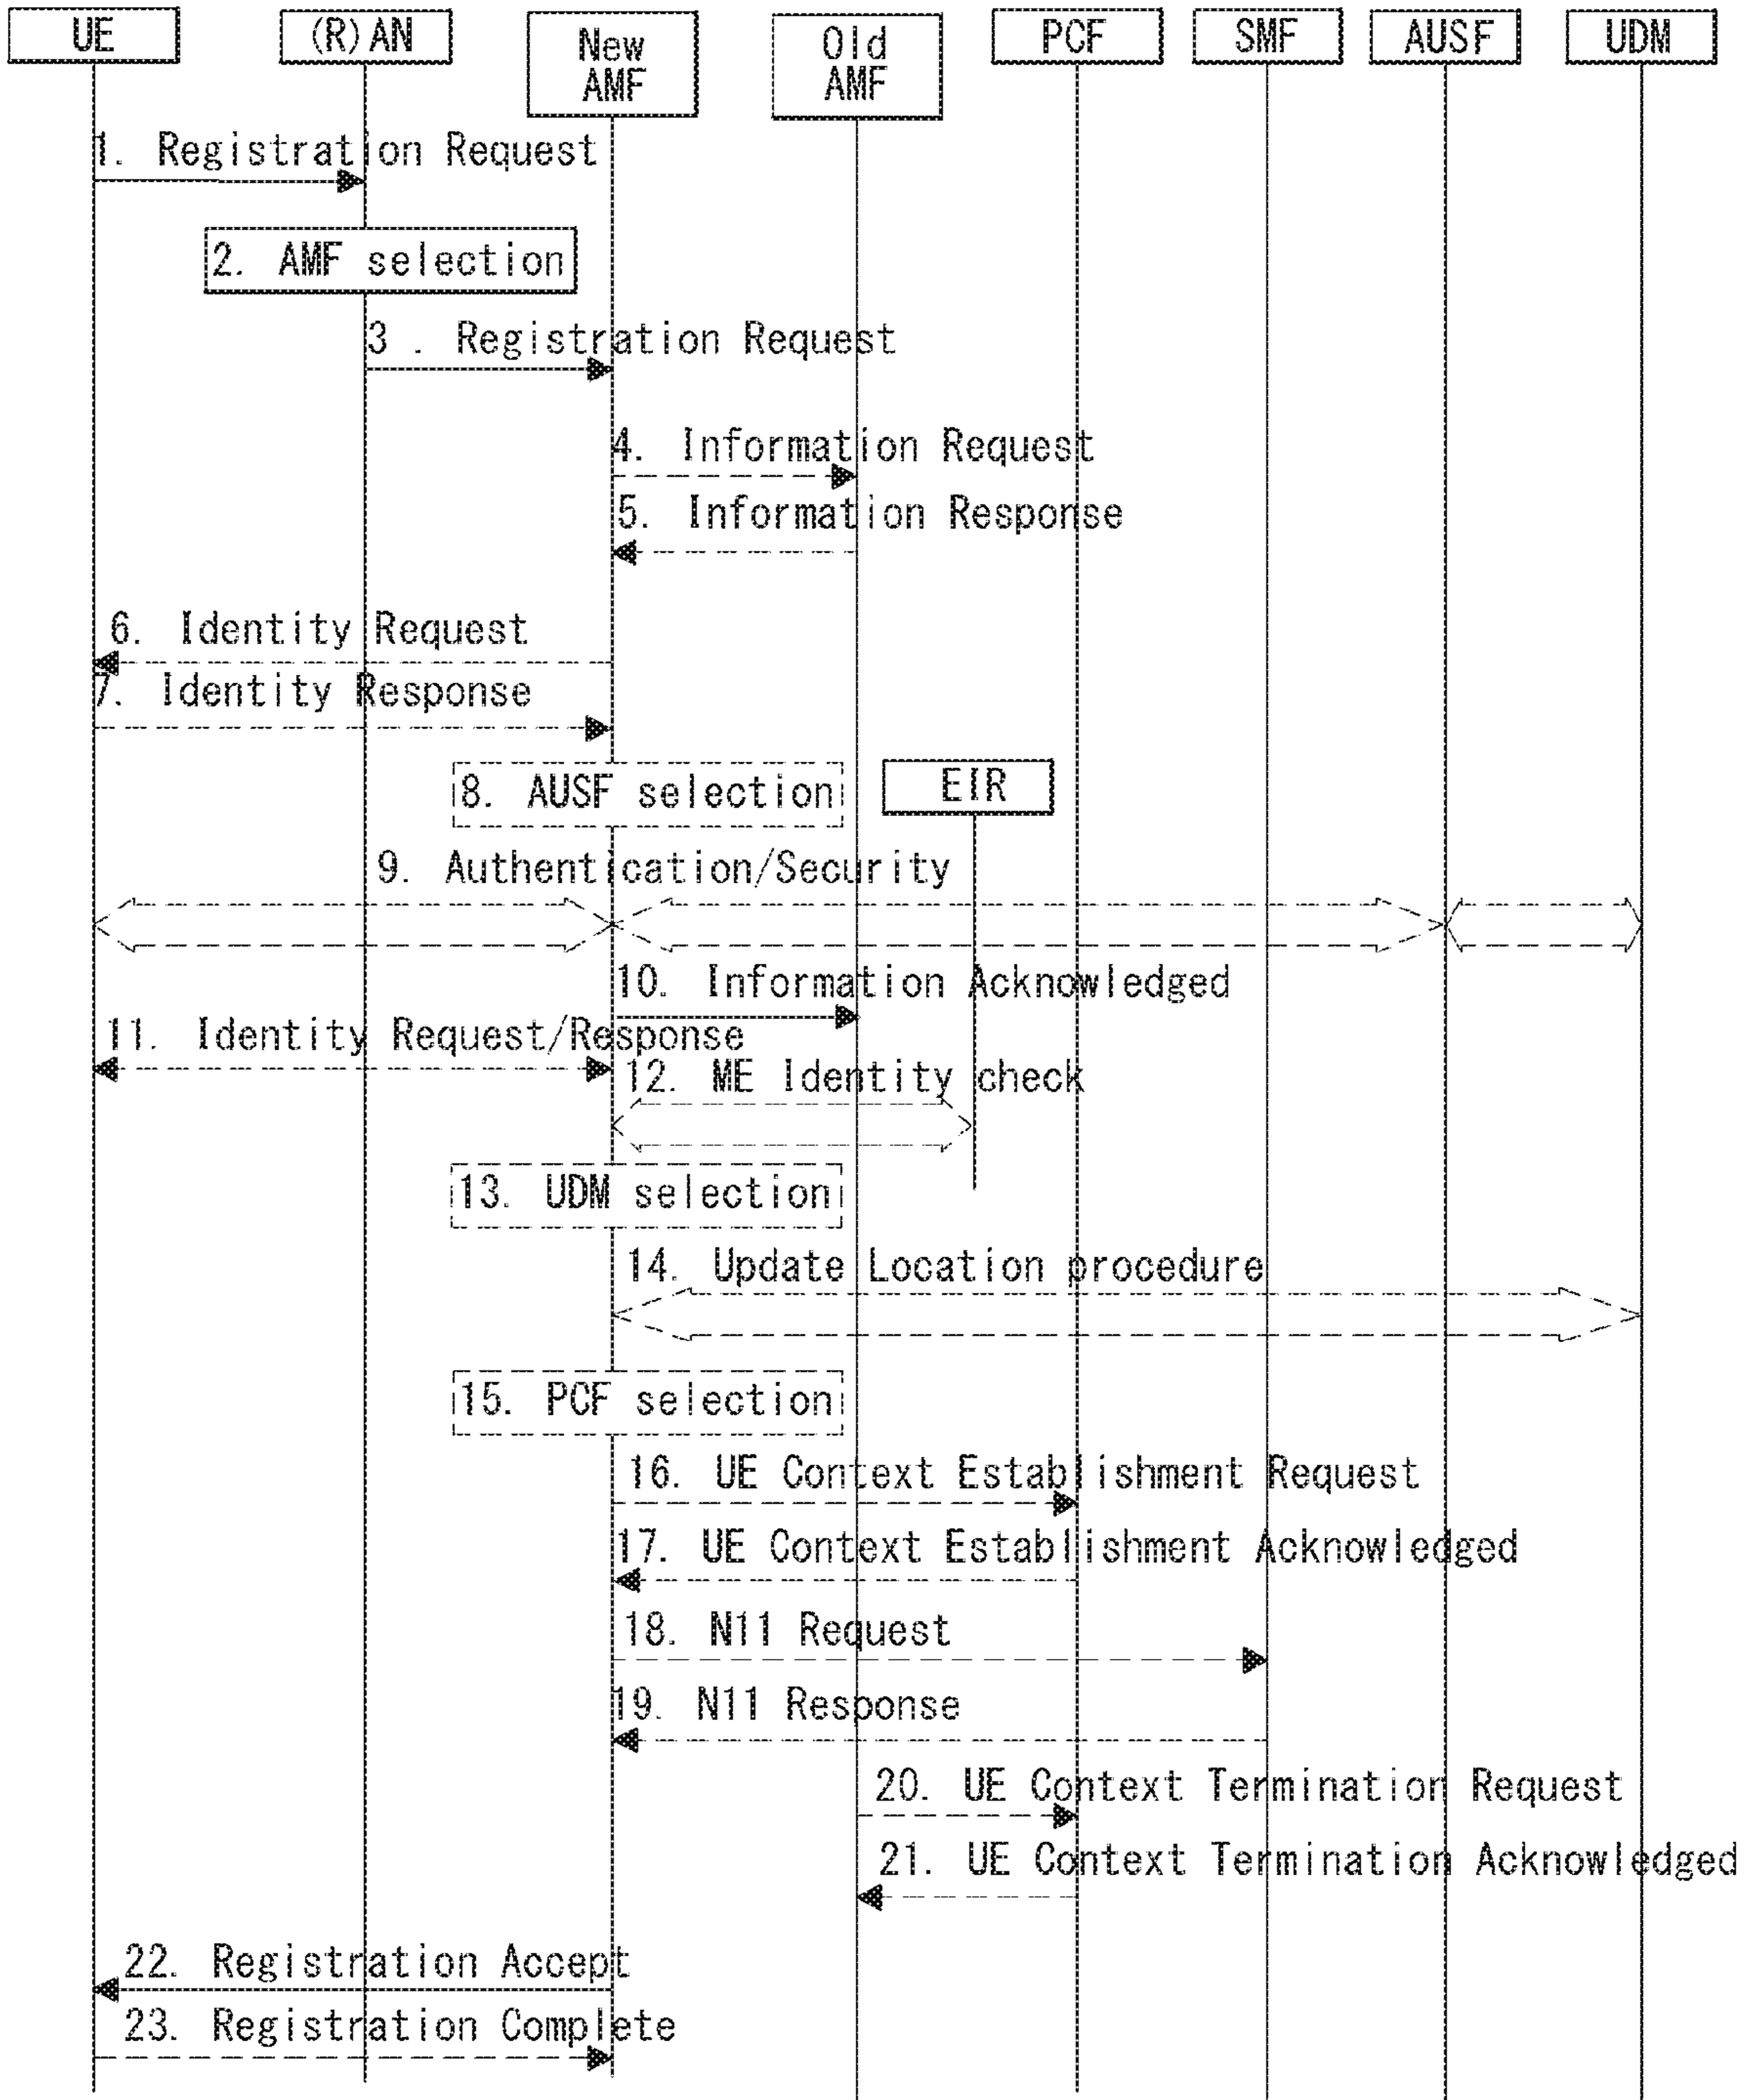 UE
(R)AN
New
AMF
Old
AMF
PCF
SMF
AUSF
UDM
1. Registration Request
2. AMF selection
3 . Registration Request
4. Information Request
5. Information Response
6. Identity Request
7. Identity Response
8. AUSF selection
EIR
9. Authentication/Security
10. Information Acknowledged
11. Identity Request/Response
12. ME Identity check
13. UDM selection
14. Update Location procedure
15. PCF selection
16. UE Context Establishment Request
17. UE Context Establishment Acknowledged
18. N11 Request
19. N11 Response
20. UE Context Termination Request
21. UE Context Termination Acknowledged
22. Registration Accept
23. Registration Complete